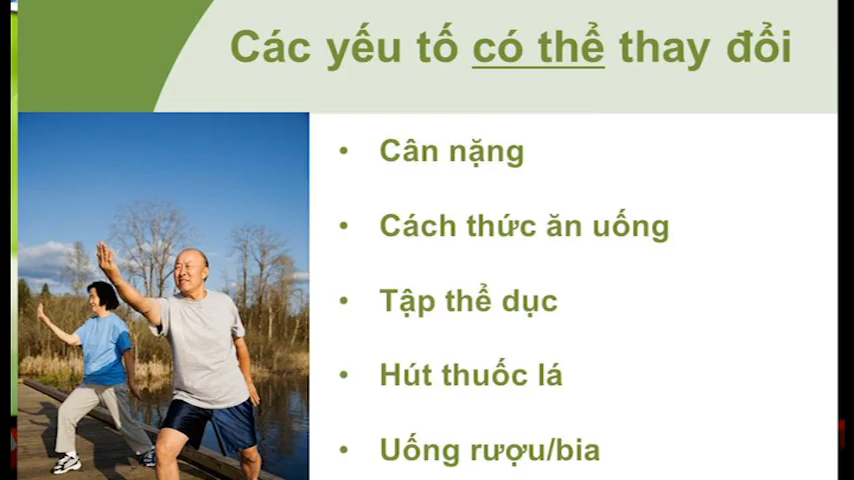 Các yếu tố có thể thay đổi
• Cân nặng
• Cách thức ăn uống
• Tập thể dục
• Hút thuốc lá
• Uống rượu/bia